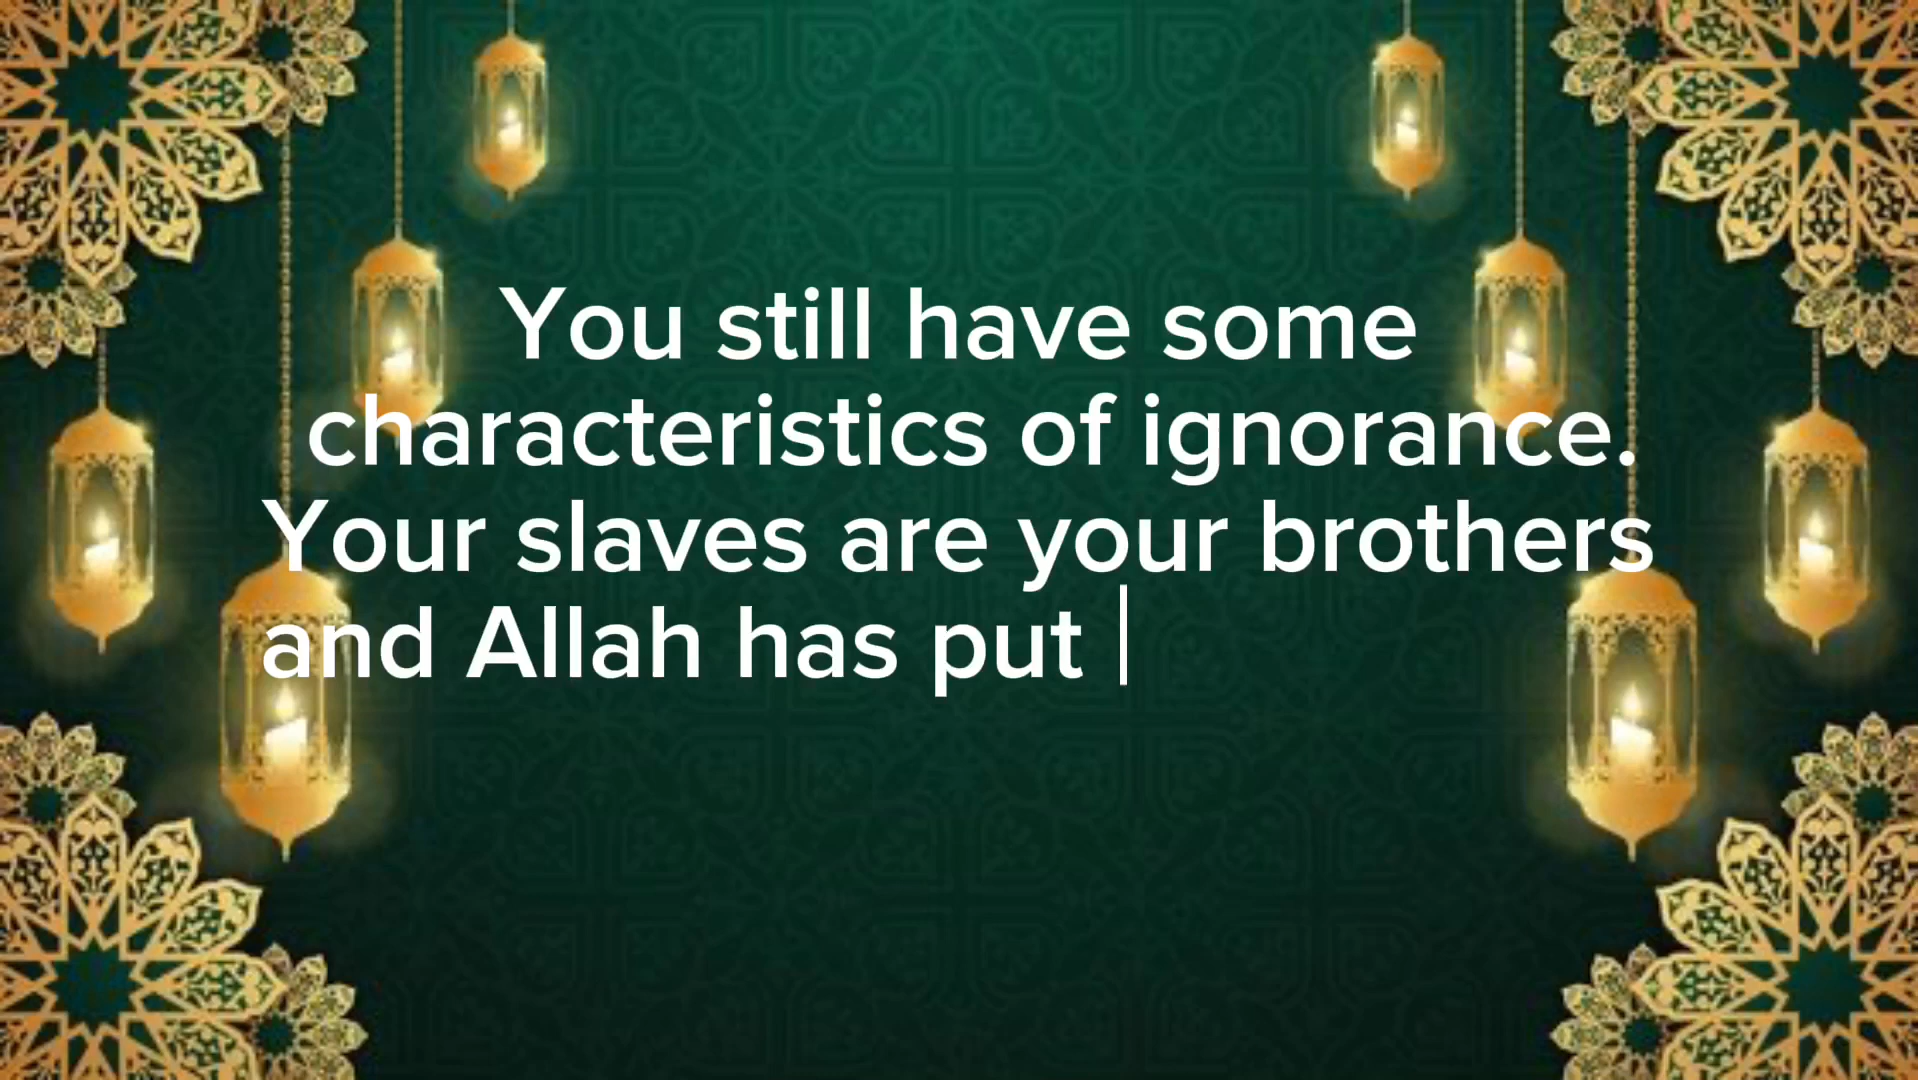 You still have some
characteristics of ignorance.
Your slaves are your brothers
and Allah has put